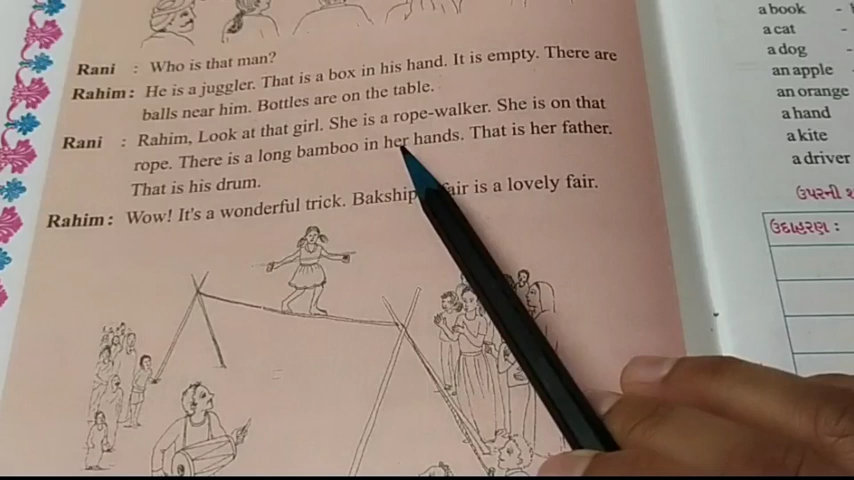 Rani : Who is that man?
Rahim : He is a juggler. That is a box in his hand. It is empty. There are
balls near him. Bottles are on the table.
Rani : Rahim, Look at that girl. She is a rope-walker. She is on that
rope. There is a long bamboo in her hands. That is her father.
That is his drum.
Rahim : Wow! It's a wonderful trick. fair is a lovely fair.
a book -
a cat -
a dog -
an apple -
an orange
a hand
a kite
a driver
ઉપરની
ઉદાહરણ :